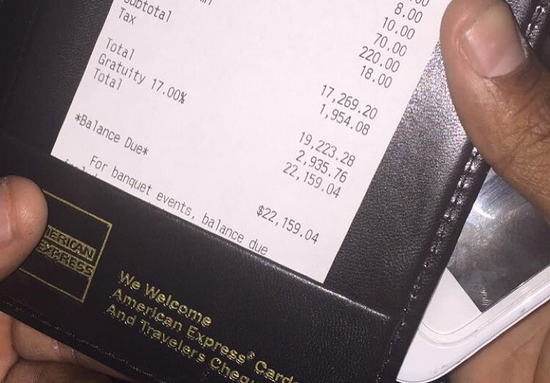 8.00
10.00
70.00
220.00
18.00
Subtotal 17,269.20
Tax 1,954.08
Total 19,223.28
Gratuity 17.00% 2,935.76
Total 22,159.04
*Balance Due* $22,159.04
For banquet events, balance due
AMERICAN
EXPRESS
We Welcome
American Express® Card
And Travelers Cheq